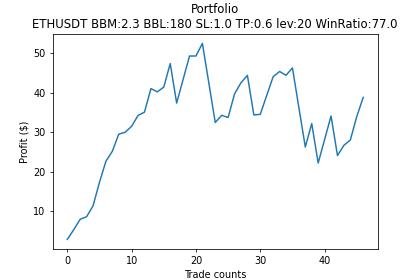 Portfolio
ETHUSDT BBM:2.3 BBL:180 SL:1.0 TP:0.6 lev:20 WinRatio:77.0
50
40
30
20
10
Profit ($)
0
10
20
30
40
Trade counts